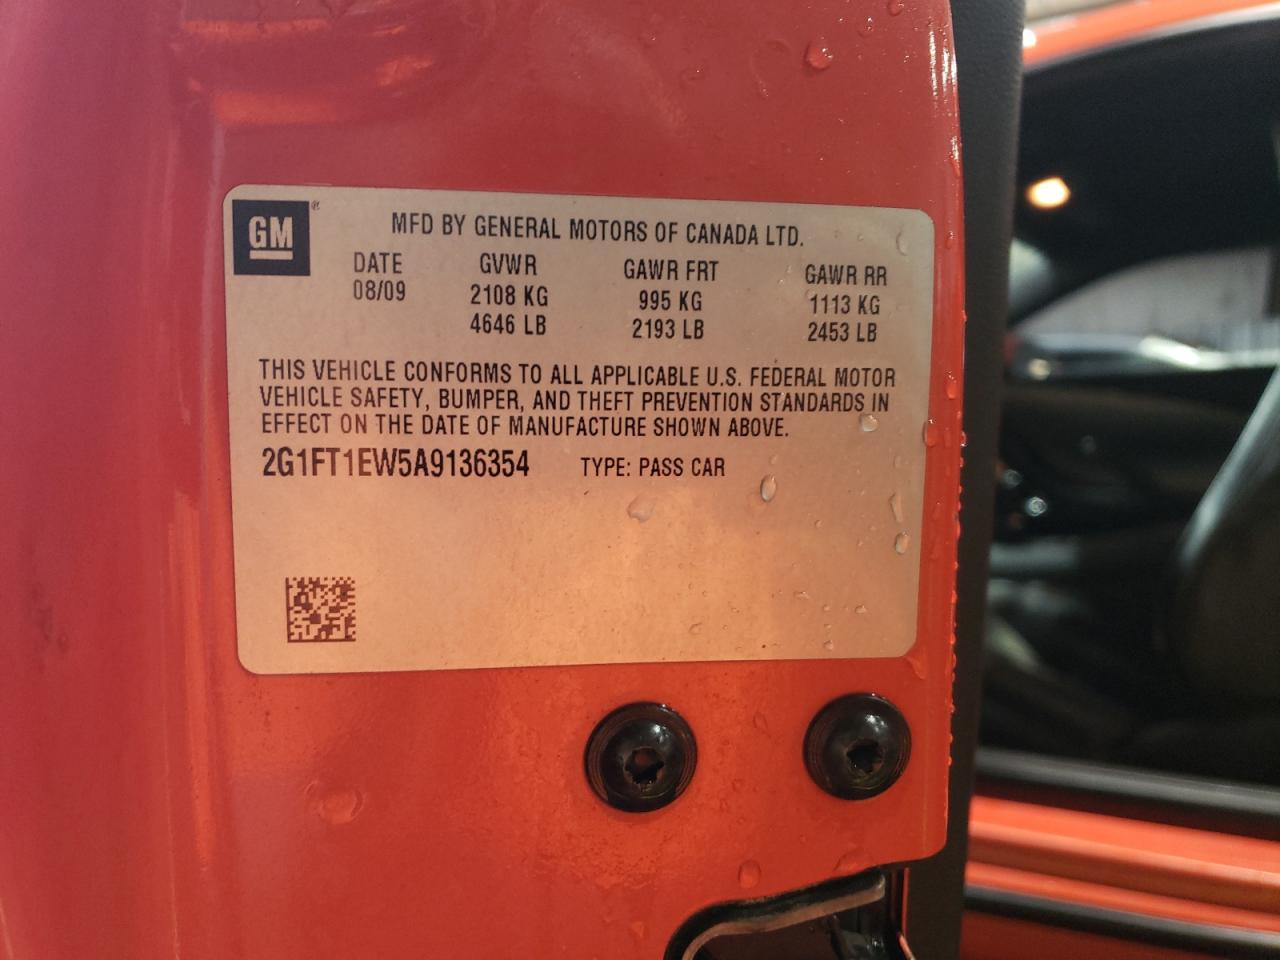 GM®
MFD BY GENERAL MOTORS OF CANADA LTD.
DATE GVWR GAWR FRT GAWR RR
08/09 2108 KG 995 KG 1113 KG
4646 LB 2193 LB 2453 LB
THIS VEHICLE CONFORMS TO ALL APPLICABLE U.S. FEDERAL MOTOR
VEHICLE SAFETY, BUMPER, AND THEFT PREVENTION STANDARDS IN
EFFECT ON THE DATE OF MANUFACTURE SHOWN ABOVE.
2G1FT1EW5A9136354 TYPE: PASS CAR